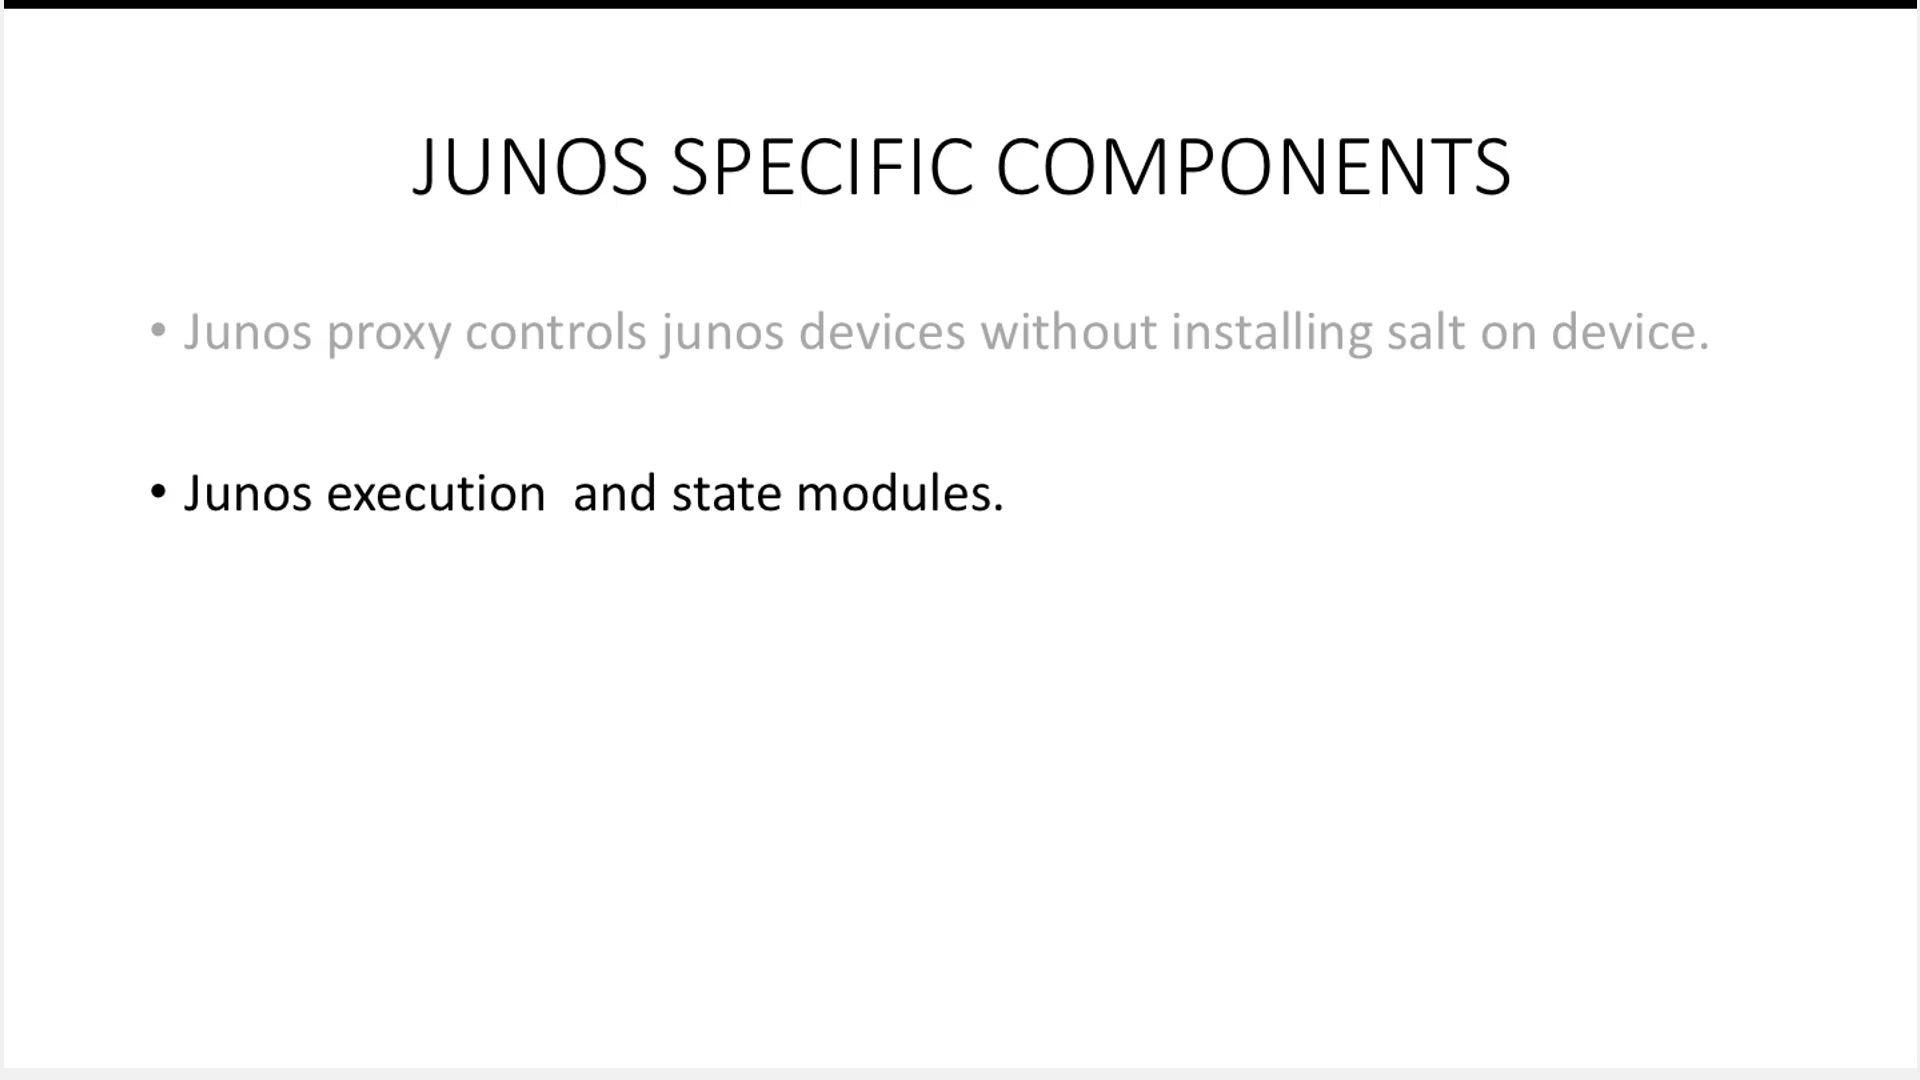 JUNOS SPECIFIC COMPONENTS
• Junos proxy controls junos devices without installing salt on device.
• Junos execution  and state modules.